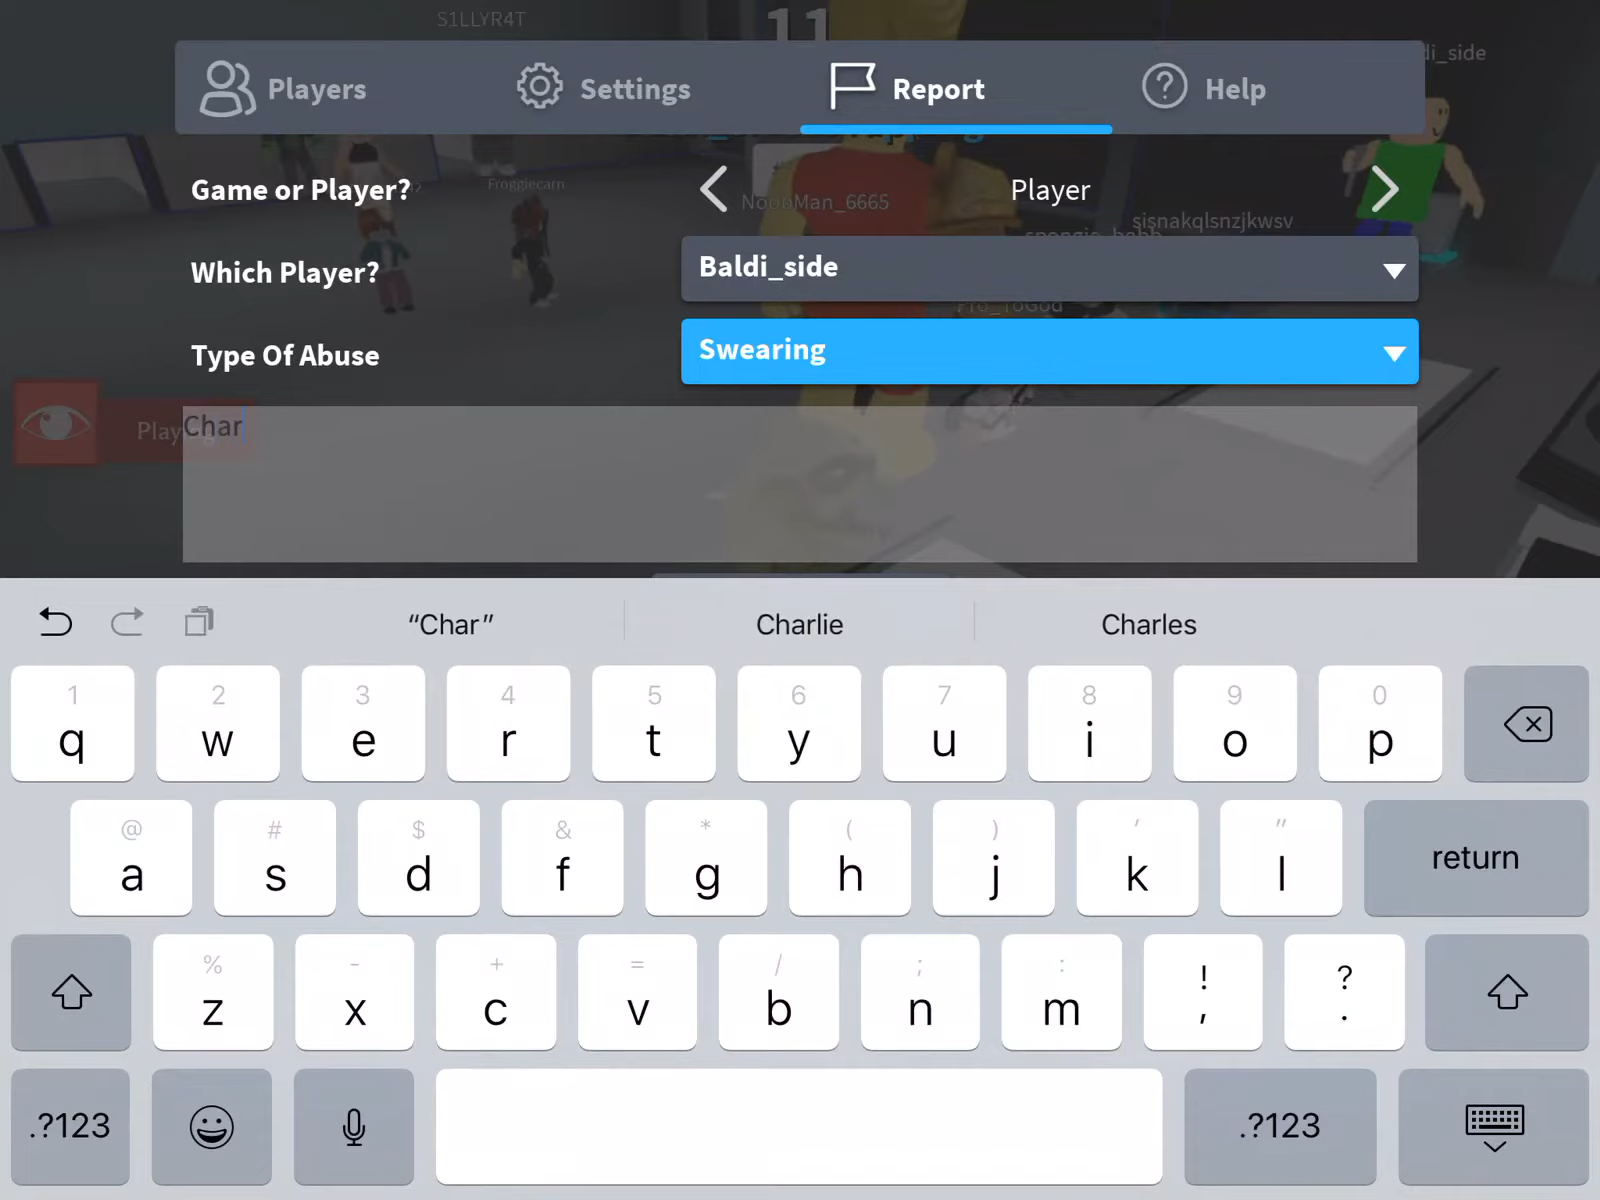 S1LLYR4T
11
di_side
Players
Settings
Report
Help
Game or Player?
Player
Froggiecarn
NoobMan_6665
sisnakqlsnzjkwsv
Which Player?
Baldi_side
Pro_ToGod
Type Of Abuse
Swearing
Char
“Char”
Charlie
Charles
1 2 3 4 5 6 7 8 9 0
q w e r t y u i o p
@ # $ & * ( ) ' "
a s d f g h j k l return
% - + = / ; : ! ?
z x c v b n m , .
.?123 .?123